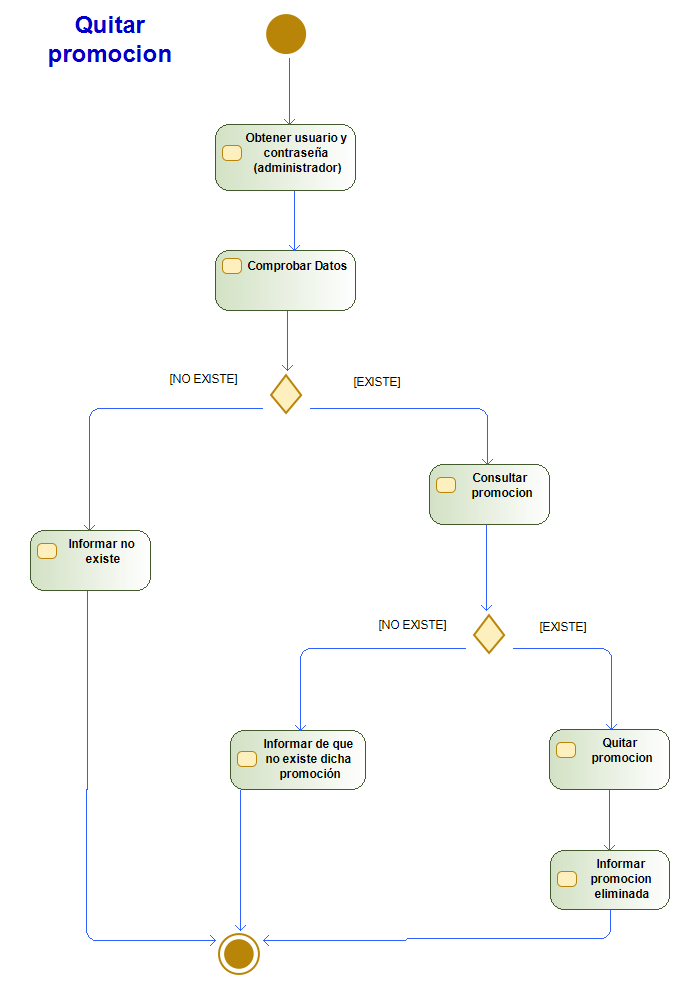 Quitar
promocion
Obtener usuario y
contraseña
(administrador)
Comprobar Datos
[NO EXISTE]
[EXISTE]
Consultar
promocion
Informar no
existe
[NO EXISTE]
[EXISTE]
Informar de que
no existe dicha
promoción
Quitar
promocion
Informar
promocion
eliminada